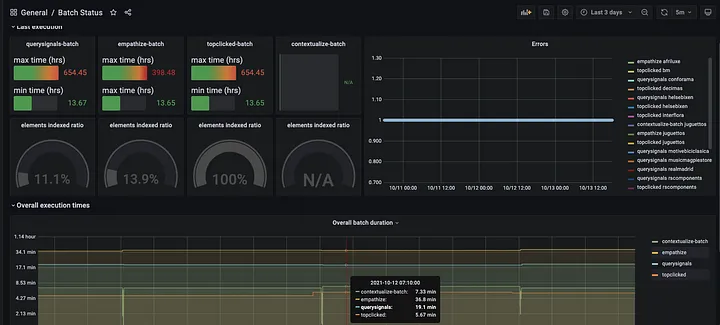 General / Batch Status
Last 3 days
5m
Last execution
querysignals-batch
max time (hrs)
654.45
min time (hrs)
13.67
empathize-batch
max time (hrs)
398.48
max time (hrs)
13.65
topclicked-batch
max time (hrs)
654.45
min time (hrs)
13.65
contextualize-batch
N/A
Errors
1.30
1.20
1.10
1
0.900
0.800
0.700
10/11 00:00
10/11 12:00
10/12 00:00
10/12 12:00
10/13 00:00
10/13 12:00
empathize afriluxe
topclicked bm
querysignals conforama
topclicked decimas
querysignals helsebixen
topclicked helsebixen
topclicked interflora
contextualize-batch juguettos
empathize juguettos
topclicked juguettos
querysignals motivebiciclasica
querysignals musicmagpiestore
querysignals realmadrid
querysignals rscomponents
topclicked rscomponents
elements indexed ratio
11.1%
elements indexed ratio
13.9%
elements indexed ratio
100%
elements indexed ratio
N/A
Overall execution times
Overall batch duration
1.14 hour
34.1 min
17.1 min
8.53 min
4.27 min
2.13 min
contextualize-batch
empathize
querysignals
topclicked
2021-10-12 07:10:00
contextualize-batch: 7.33 min
empathize: 36.8 min
querysignals: 19.1 min
topclicked: 5.67 min